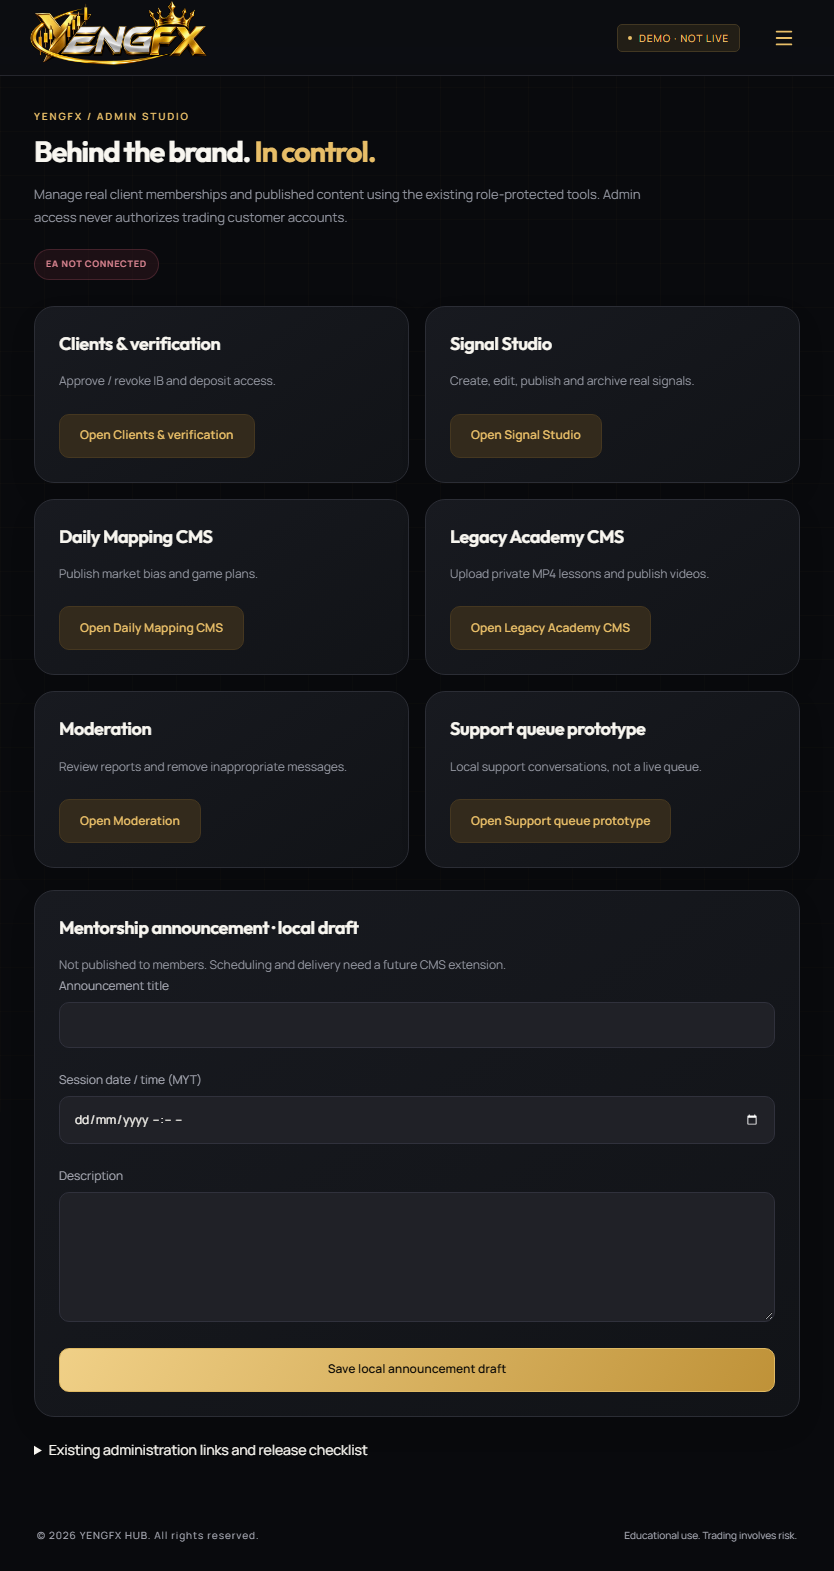 YENGFX
DEMO · NOT LIVE
YENGFX / ADMIN STUDIO
Behind the brand. In control.
Manage real client memberships and published content using the existing role-protected tools. Admin
access never authorizes trading customer accounts.
EA NOT CONNECTED
Clients & verification
Approve / revoke IB and deposit access.
Open Clients & verification
Signal Studio
Create, edit, publish and archive real signals.
Open Signal Studio
Daily Mapping CMS
Publish market bias and game plans.
Open Daily Mapping CMS
Legacy Academy CMS
Upload private MP4 lessons and publish videos.
Open Legacy Academy CMS
Moderation
Review reports and remove inappropriate messages.
Open Moderation
Support queue prototype
Local support conversations, not a live queue.
Open Support queue prototype
Mentorship announcement · local draft
Not published to members. Scheduling and delivery need a future CMS extension.
Announcement title
Session date / time (MYT)
dd/mm/yyyy --:-- --
Description
Save local announcement draft
Existing administration links and release checklist
© 2026 YENGFX HUB. All rights reserved.
Educational use. Trading involves risk.